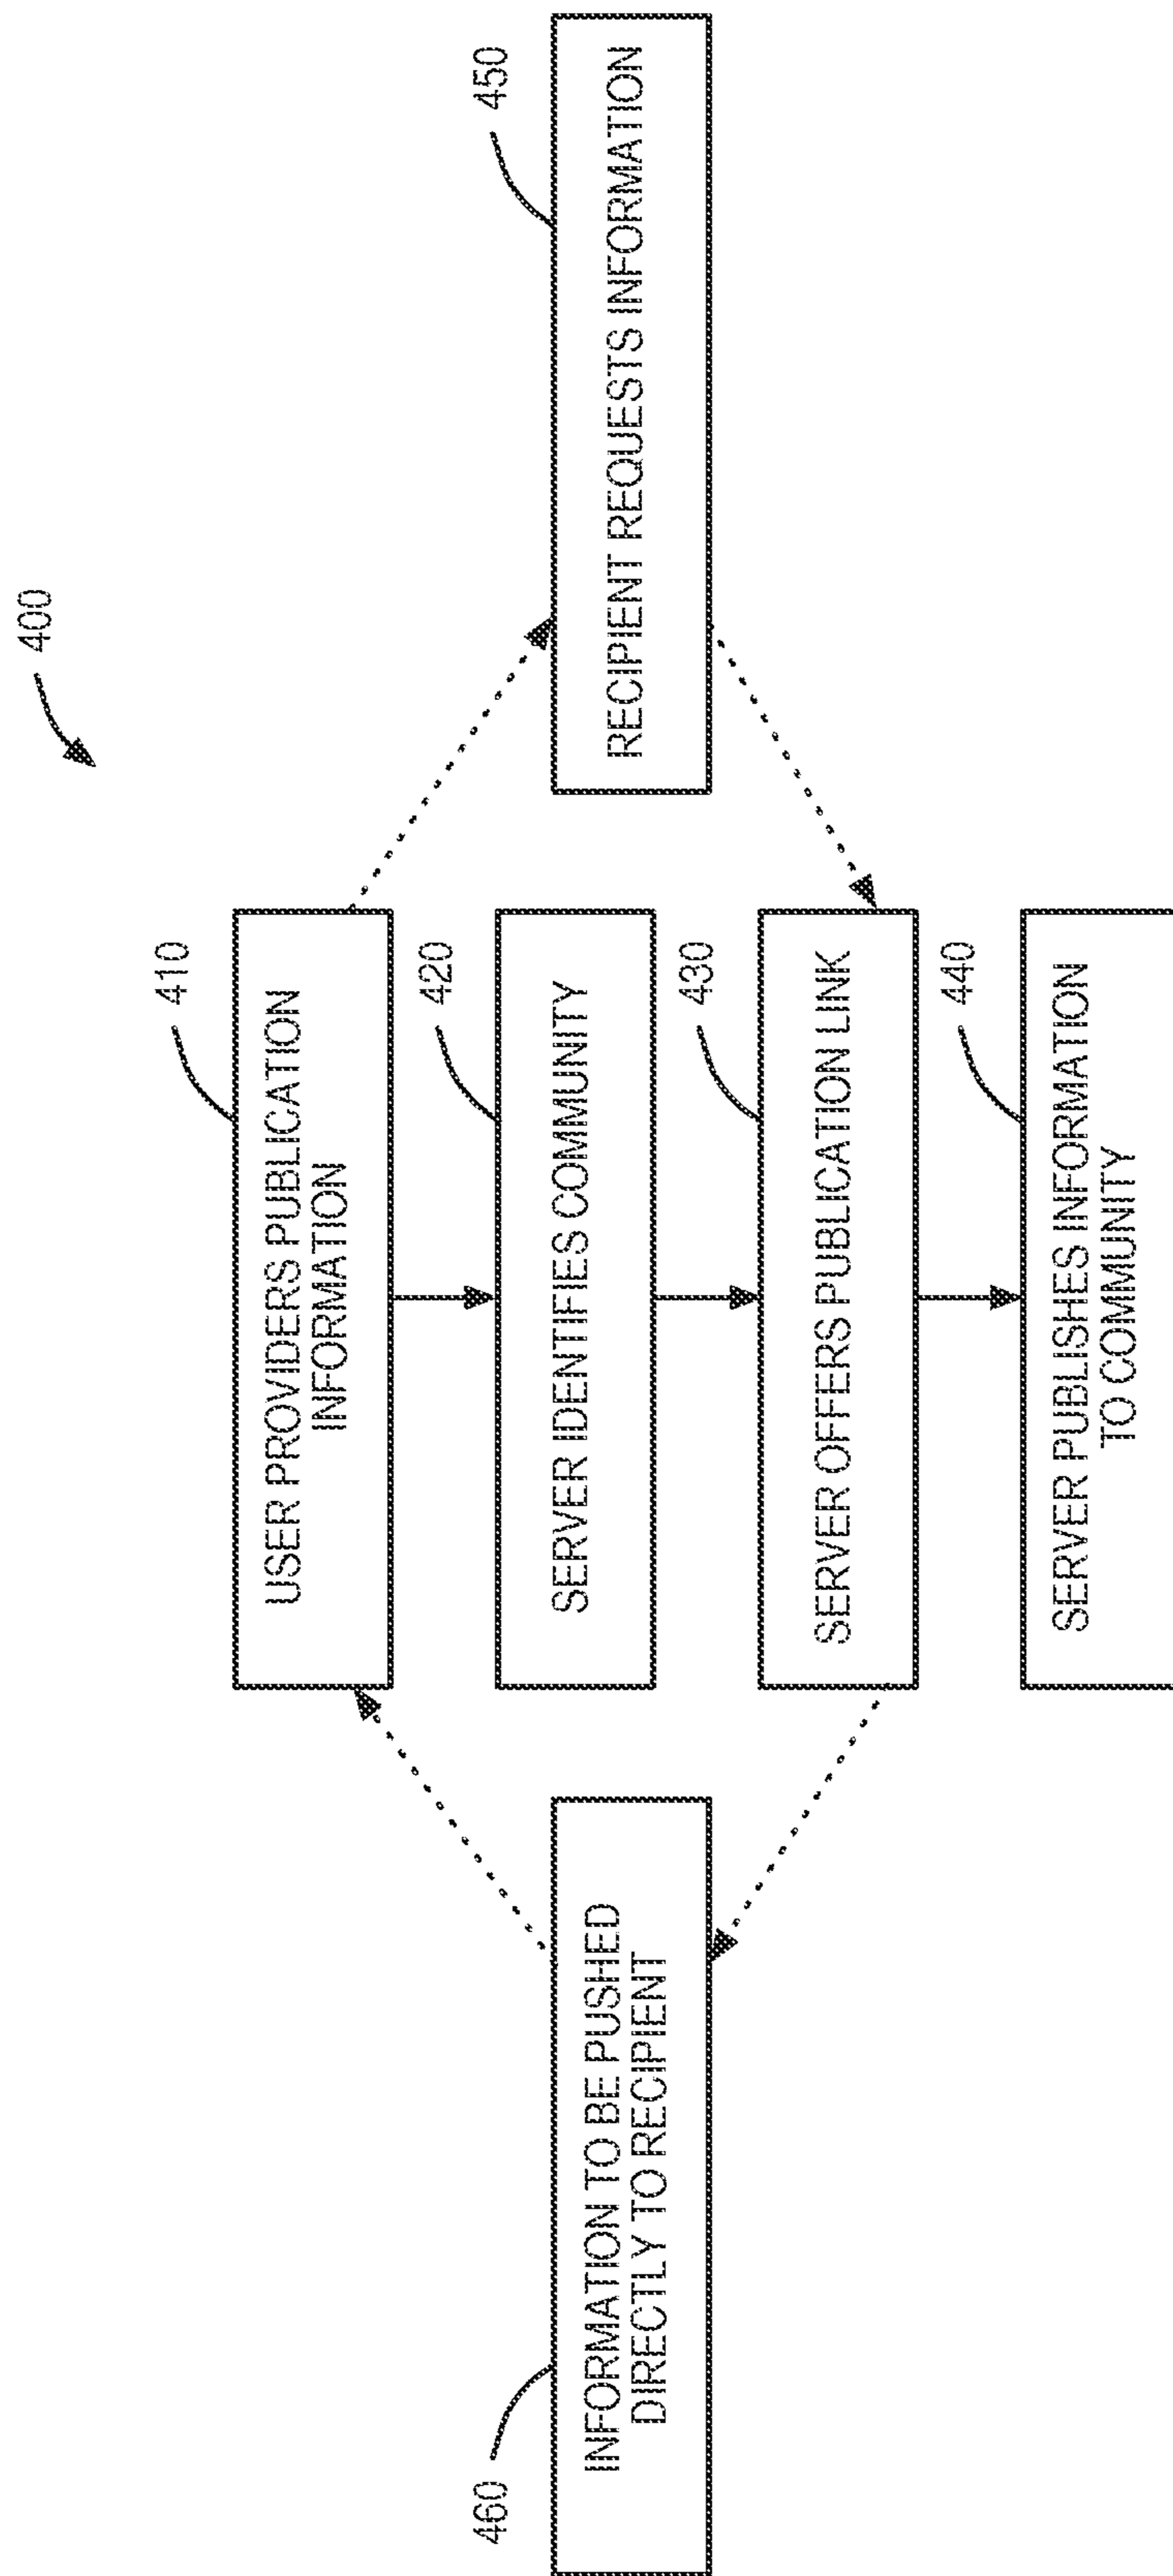 400
410
USER PROVIDERS PUBLICATION
INFORMATION
420
SERVER IDENTIFIES COMMUNITY
460
INFORMATION TO BE PUSHED
DIRECTLY TO RECIPIENT
450
RECIPIENT REQUESTS INFORMATION
430
SERVER OFFERS PUBLICATION LINK
440
SERVER PUBLISHES INFORMATION
TO COMMUNITY